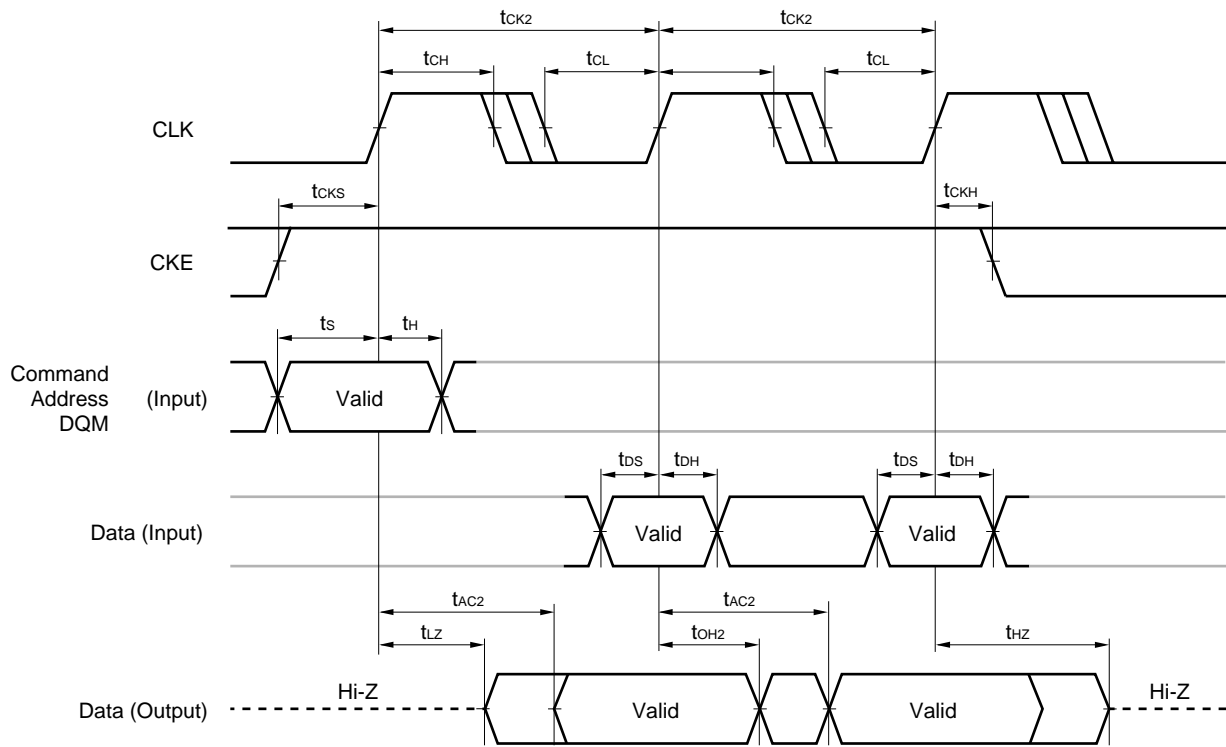 tCK2 tCK2
tCH tCL tCL
CLK
tCKS tCKH
CKE
tS tH
Command
Address (Input) Valid
DQM
tDS tDH tDS tDH
Data (Input) Valid Valid
tAC2 tAC2
tLZ tOH2 tHZ
Hi-Z Hi-Z
Data (Output) Valid Valid